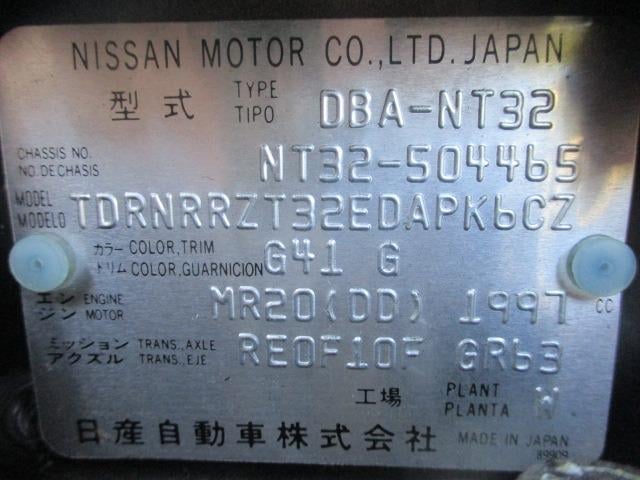 NISSAN MOTOR CO.,LTD. JAPAN
型式 TYPE TIPO DBA-NT32
CHASSIS NO. NO.DE CHASIS NT32-504465
MODEL MODELO TDRNRRZT32EDAPK6CZ
カラー COLOR,TRIM トリム COLOR,GUARNICION G41 G
エンジン ENGINE MOTOR MR20(DD) 1997 CC
ミッション TRANS.,AXLE アクズル TRANS.,EJE RE0F10F GR63
工場 PLANT PLANTA W
日産自動車株式会社 MADE IN JAPAN
89909